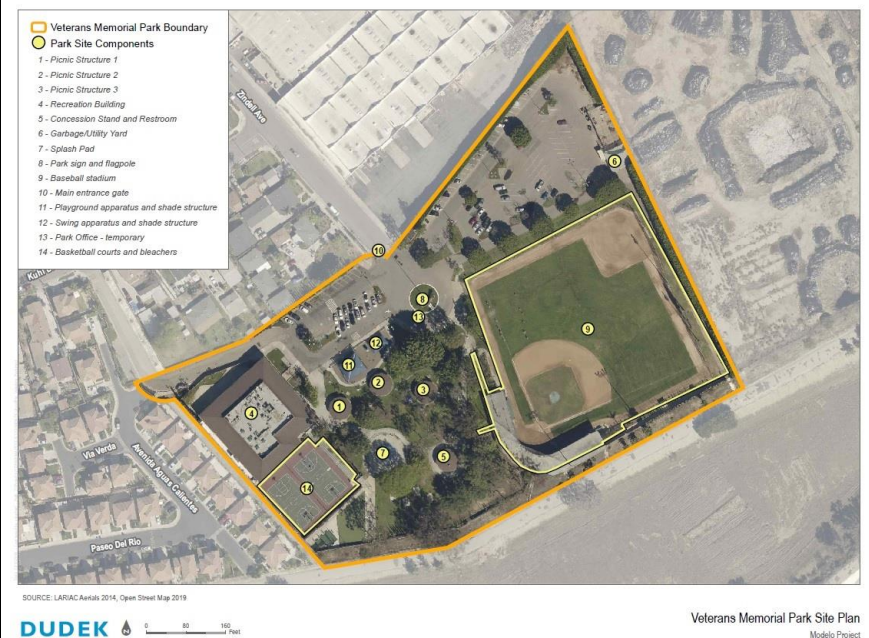 Veterans Memorial Park Boundary
Park Site Components
1 - Picnic Structure 1
2 - Picnic Structure 2
3 - Picnic Structure 3
4 - Recreation Building
5 - Concession Stand and Restroom
6 - Garbage/Utility Yard
7 - Splash Pad
8 - Park sign and flagpole
9 - Baseball stadium
10 - Main entrance gate
11 - Playground apparatus and shade structure
12 - Swing apparatus and shade structure
13 - Park Office - temporary
14 - Basketball courts and bleachers
Zindell Ave
6
10
Kuhl
8
13
9
12
11
2
3
1
4
7
5
14
Via Verda
Avenida Aguas Calientes
Paseo Del Rio
SOURCE: LARIAC Aerials 2014, Open Street Map 2019
DUDEK
0 80 160
Feet
Veterans Memorial Park Site Plan
Modelo Project